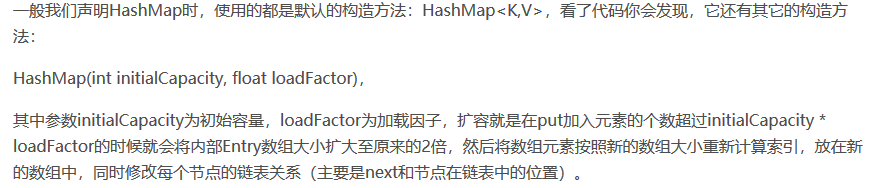 一般我们声明HashMap时，使用的都是默认的构造方法：HashMap<K,V>，看了代码你会发现，它还有其它的构造方
法：
HashMap(int initialCapacity, float loadFactor)，
其中参数initialCapacity为初始容量，loadFactor为加载因子，扩容就是在put加入元素的个数超过initialCapacity *
loadFactor的时候就会将内部Entry数组大小扩大至原来的2倍，然后将数组元素按照新的数组大小重新计算索引，放在新
的数组中，同时修改每个节点的链表关系（主要是next和节点在链表中的位置）。